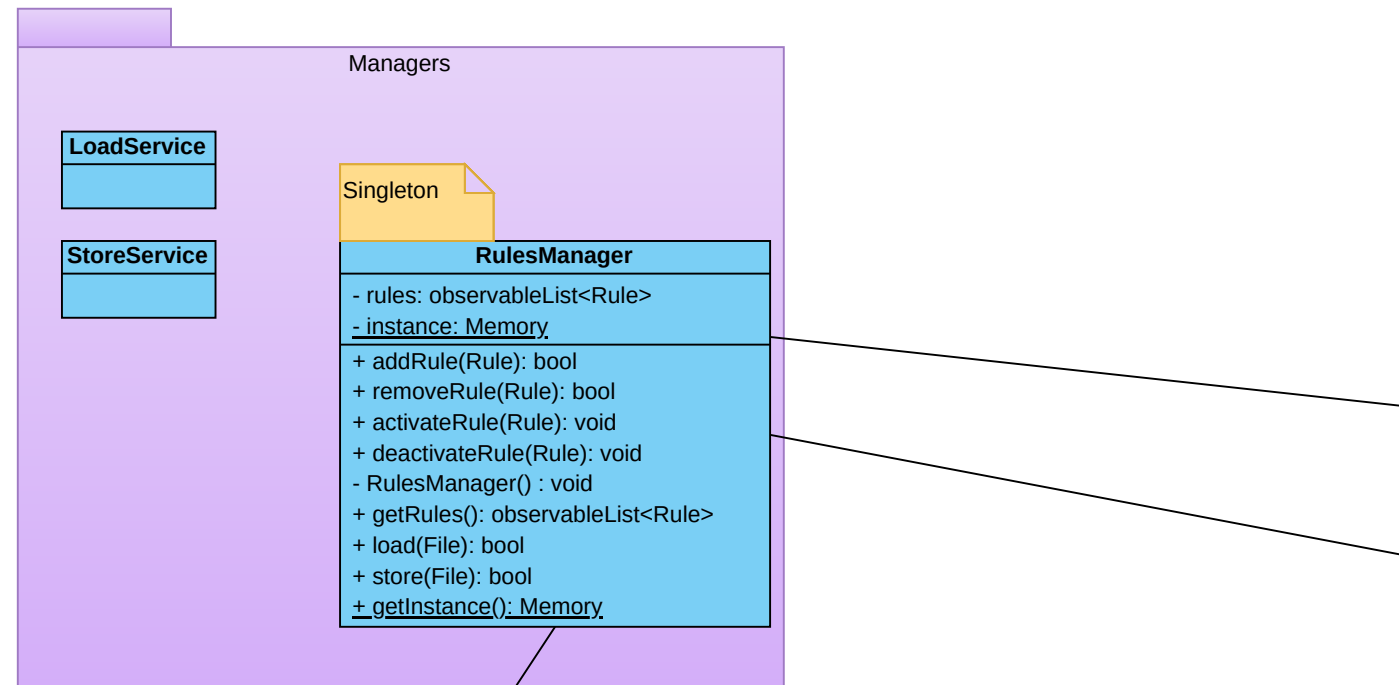 Managers
LoadService
StoreService
Singleton
RulesManager
- rules: observableList<Rule>
- instance: Memory
+ addRule(Rule): bool
+ removeRule(Rule): bool
+ activateRule(Rule): void
+ deactivateRule(Rule): void
- RulesManager() : void
+ getRules(): observableList<Rule>
+ load(File): bool
+ store(File): bool
+ getInstance(): Memory